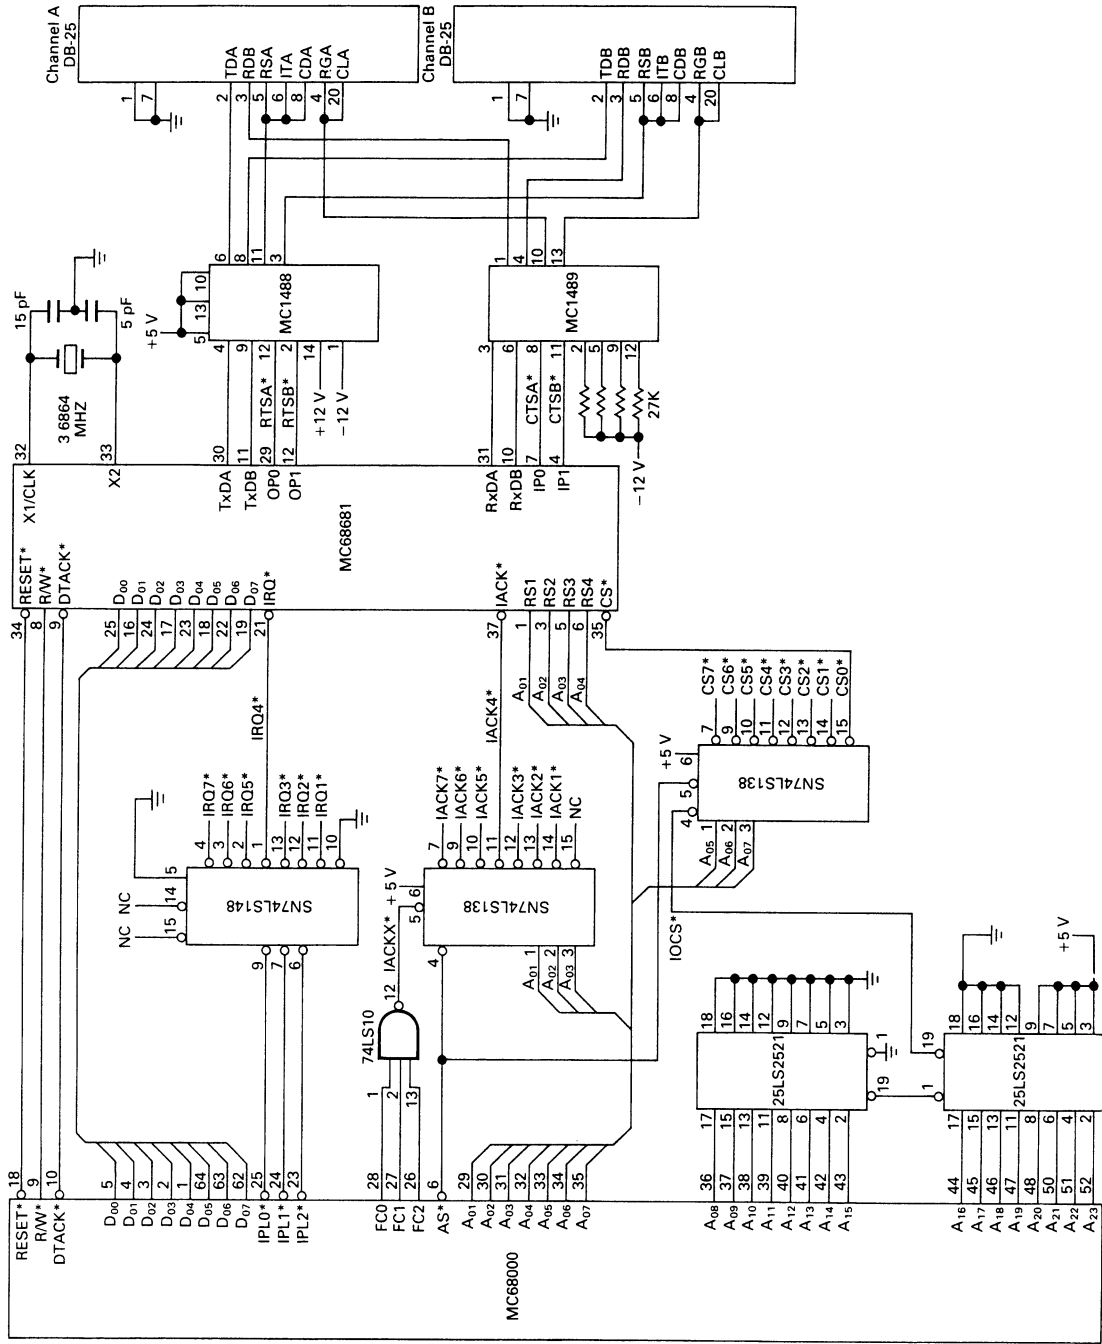 MC68000
RESET* 18
R/W* 9
DTACK* 10
D00 5
D01 4
D02 3
D03 2
D04 1
D05 64
D06 63
D07 62
IPL0* 25
IPL1* 24
IPL2* 23
FC0 28
FC1 27
FC2 26
AS* 6
A01 29
A02 30
A03 31
A04 32
A05 33
A06 34
A07 35
A08 36
A09 37
A10 38
A11 39
A12 40
A13 41
A14 42
A15 43
A16 44
A17 45
A18 46
A19 47
A20 48
A21 50
A22 51
A23 52
SN74LS148
NC 15
NC 14
5
9
7
6
4 IRQ7*
3 IRQ6*
2 IRQ5*
1 IRQ4*
13 IRQ3*
12 IRQ2*
11 IRQ1*
10
74LS10
1
2
13
12 IACKX*
SN74LS138
4
5
6 +5 V
A01 1
A02 2
A03 3
7 IACK7*
9 IACK6*
10 IACK5*
11 IACK4*
12 IACK3*
13 IACK2*
14 IACK1*
15 NC
25LS2521
17
15
13
11
8
6
4
2
18
16
14
12
9
7
5
3
19
1
25LS2521
17
15
13
11
8
6
4
2
18
16
14
12
9
7
5
3
1
19
+5 V
IOCS*
SN74LS138
4
5
6
+5 V
A05 1
A06 2
A07 3
7 CS7*
9 CS6*
10 CS5*
11 CS4*
12 CS3*
13 CS2*
14 CS1*
15 CS0*
MC68681
34 RESET*
8 R/W*
9 DTACK*
25 D00
16 D01
24 D02
17 D03
23 D04
18 D05
22 D06
19 D07
21 IRQ*
37 IACK*
A01 1 RS1
A02 3 RS2
A03 5 RS3
A04 6 RS4
35 CS*
X1/CLK 32
X2 33
TxDA 30
TxDB 11
OP0 29
OP1 12
RxDA 31
RxDB 10
IP0 7
IP1 4
3 6864
MHZ
15 pF
5 pF
MC1488
+5 V
5
13
10
4
9
RTSA* 12
RTSB* 2
+12 V 14
−12 V 1
6
8
11
3
MC1489
3
6
CTSA* 8
CTSB* 11
2
5
9
12
27K
−12 V
1
4
10
13
Channel A
DB-25
1
7
2 TDA
3 RDB
5 RSA
6 ITA
8 CDA
4 RGA
20 CLA
Channel B
DB-25
1
7
2 TDB
3 RDB
5 RSB
6 ITB
8 CDB
4 RGB
20 CLB